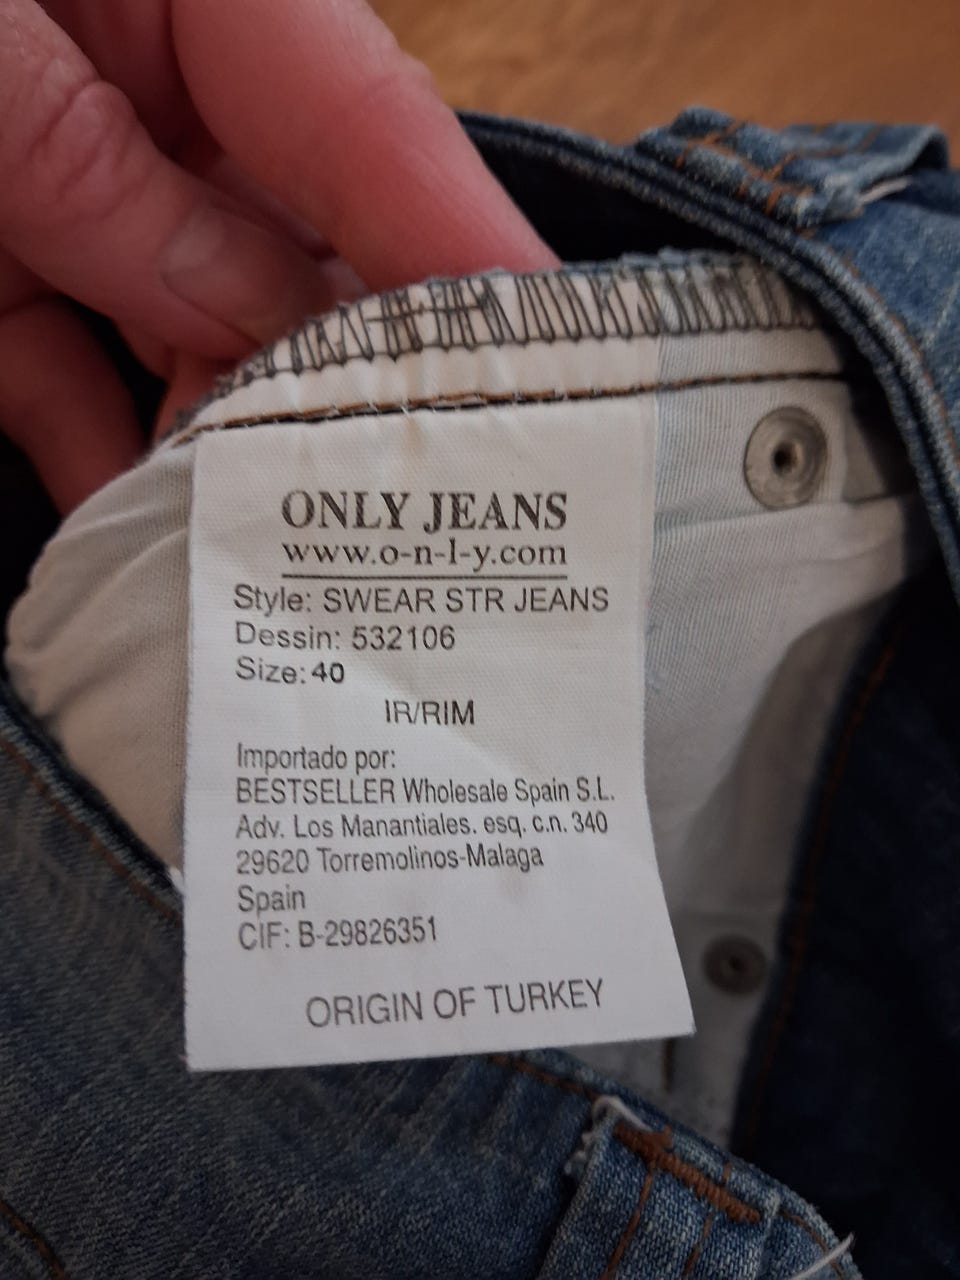 ONLY JEANS
www.o-n-l-y.com
Style: SWEAR STR JEANS
Dessin: 532106
Size: 40
IR/RIM
Importado por:
BESTSELLER Wholesale Spain S.L.
Adv. Los Manantiales. esq. c.n. 340
29620 Torremolinos-Malaga
Spain
CIF: B-29826351
ORIGIN OF TURKEY